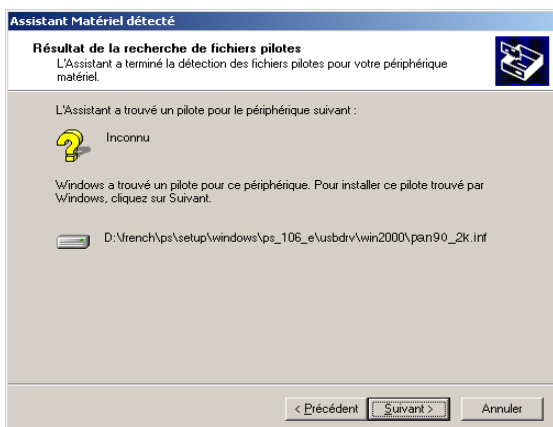 Assistant Matériel détecté
Résultat de la recherche de fichiers pilotes
L'Assistant a terminé la détection des fichiers pilotes pour votre périphérique
matériel.
L'Assistant a trouvé un pilote pour le périphérique suivant :
Inconnu
Windows a trouvé un pilote pour ce périphérique. Pour installer ce pilote trouvé par
Windows, cliquez sur Suivant.
D:\french\ps\setup\windows\ps_106_e\usbdrv\win2000\pan90_2k.inf
< Précédent Suivant > Annuler